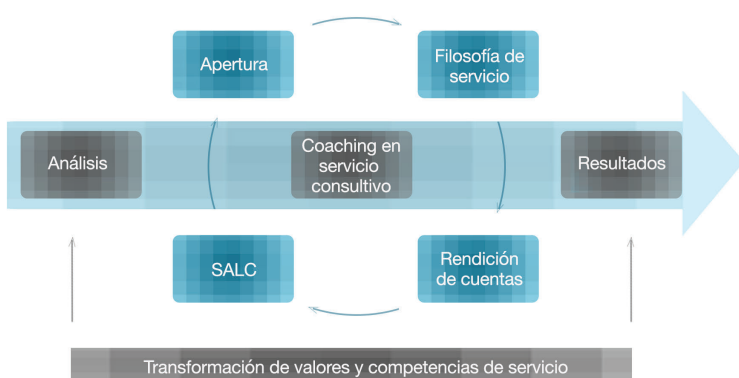 Apertura
Filosofía de
servicio
Análisis
Coaching en
servicio
consultivo
Resultados
SALC
Rendición
de cuentas
Transformación de valores y competencias de servicio